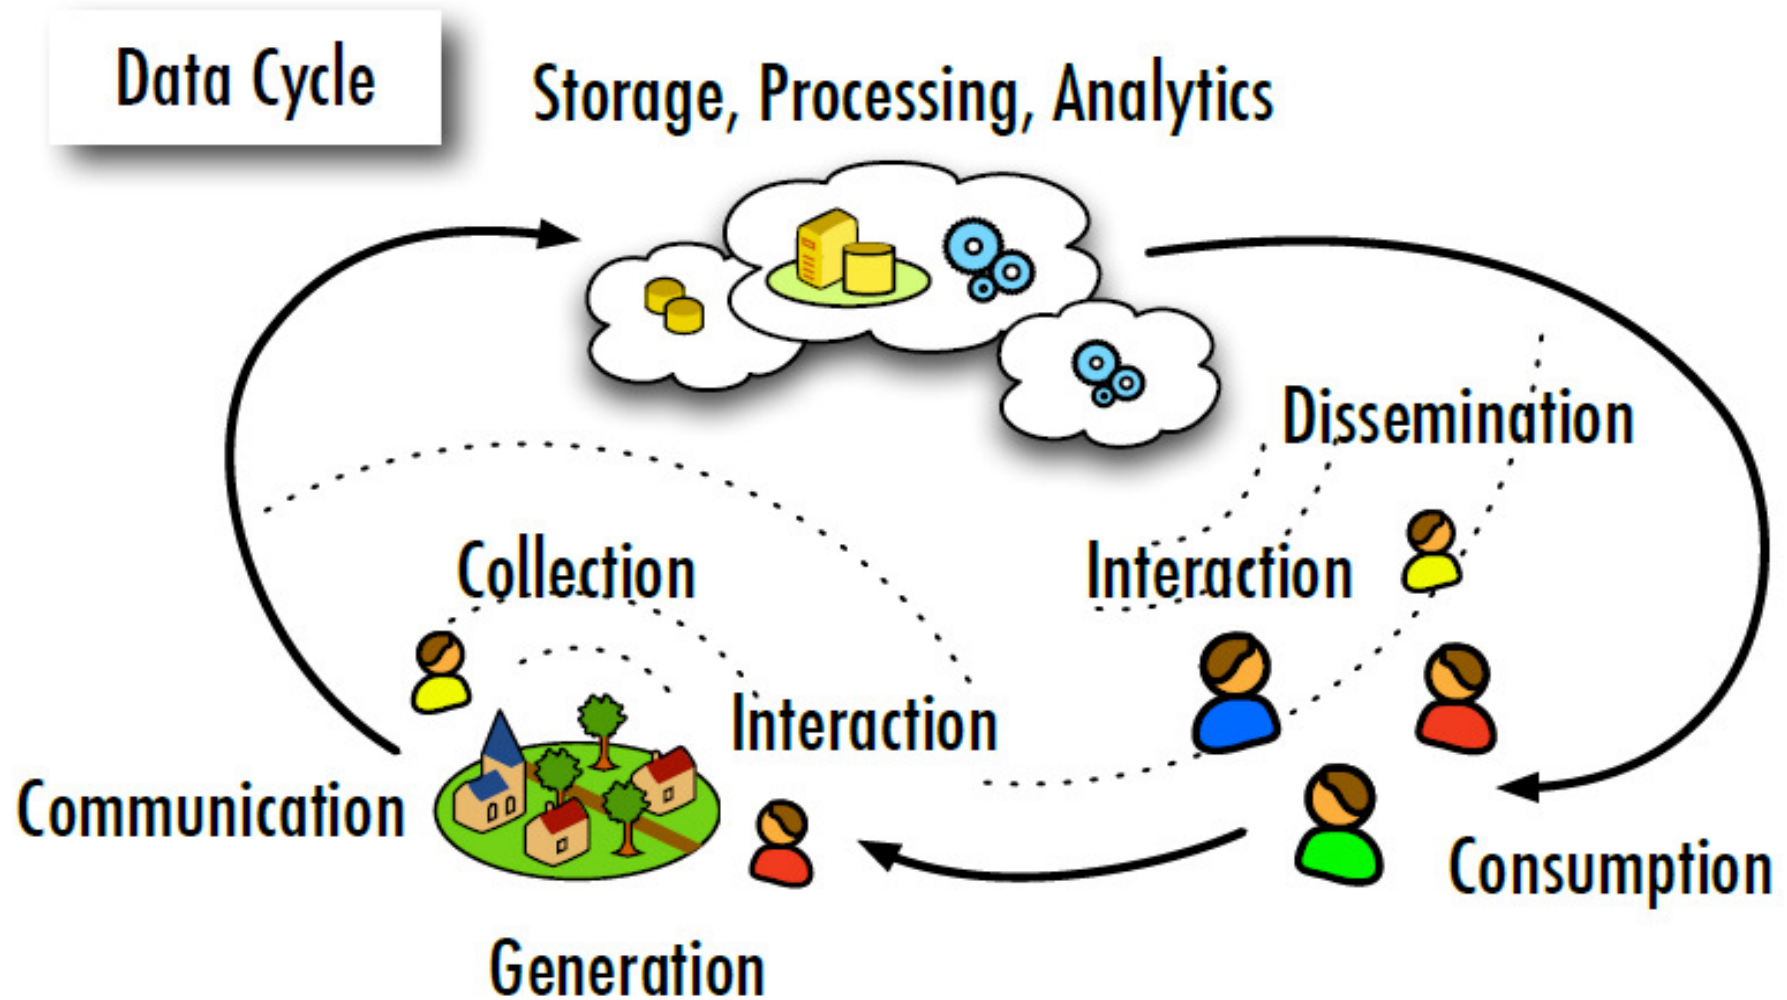 Data Cycle
Storage, Processing, Analytics
Dissemination
Collection
Interaction
Interaction
Communication
Consumption
Generation